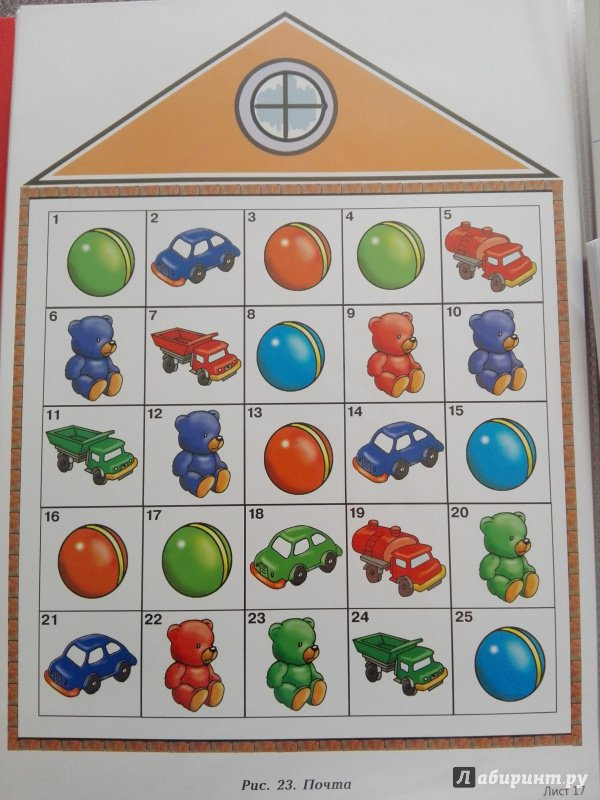 1 2 3 4 5
6 7 8 9 10
11 12 13 14 15
16 17 18 19 20
21 22 23 24 25
Рис. 23. Почта
Лабиринт.ру
Лист 17